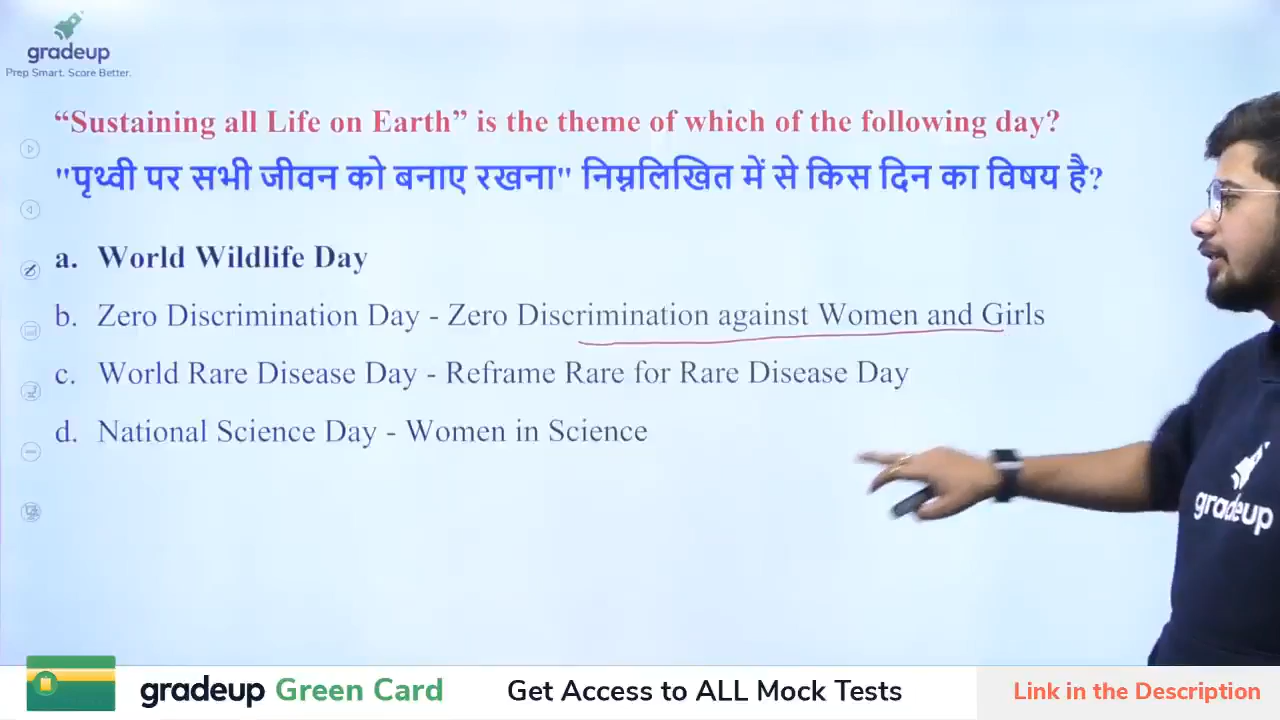 gradeup
Prep Smart. Score Better.
“Sustaining all Life on Earth” is the theme of which of the following day?
"पृथ्वी पर सभी जीवन को बनाए रखना" निम्नलिखित में से किस दिन का विषय है?
a. World Wildlife Day
b. Zero Discrimination Day - Zero Discrimination against Women and Girls
c. World Rare Disease Day - Reframe Rare for Rare Disease Day
d. National Science Day - Women in Science
gradeup
gradeup Green Card
Get Access to ALL Mock Tests
Link in the Description